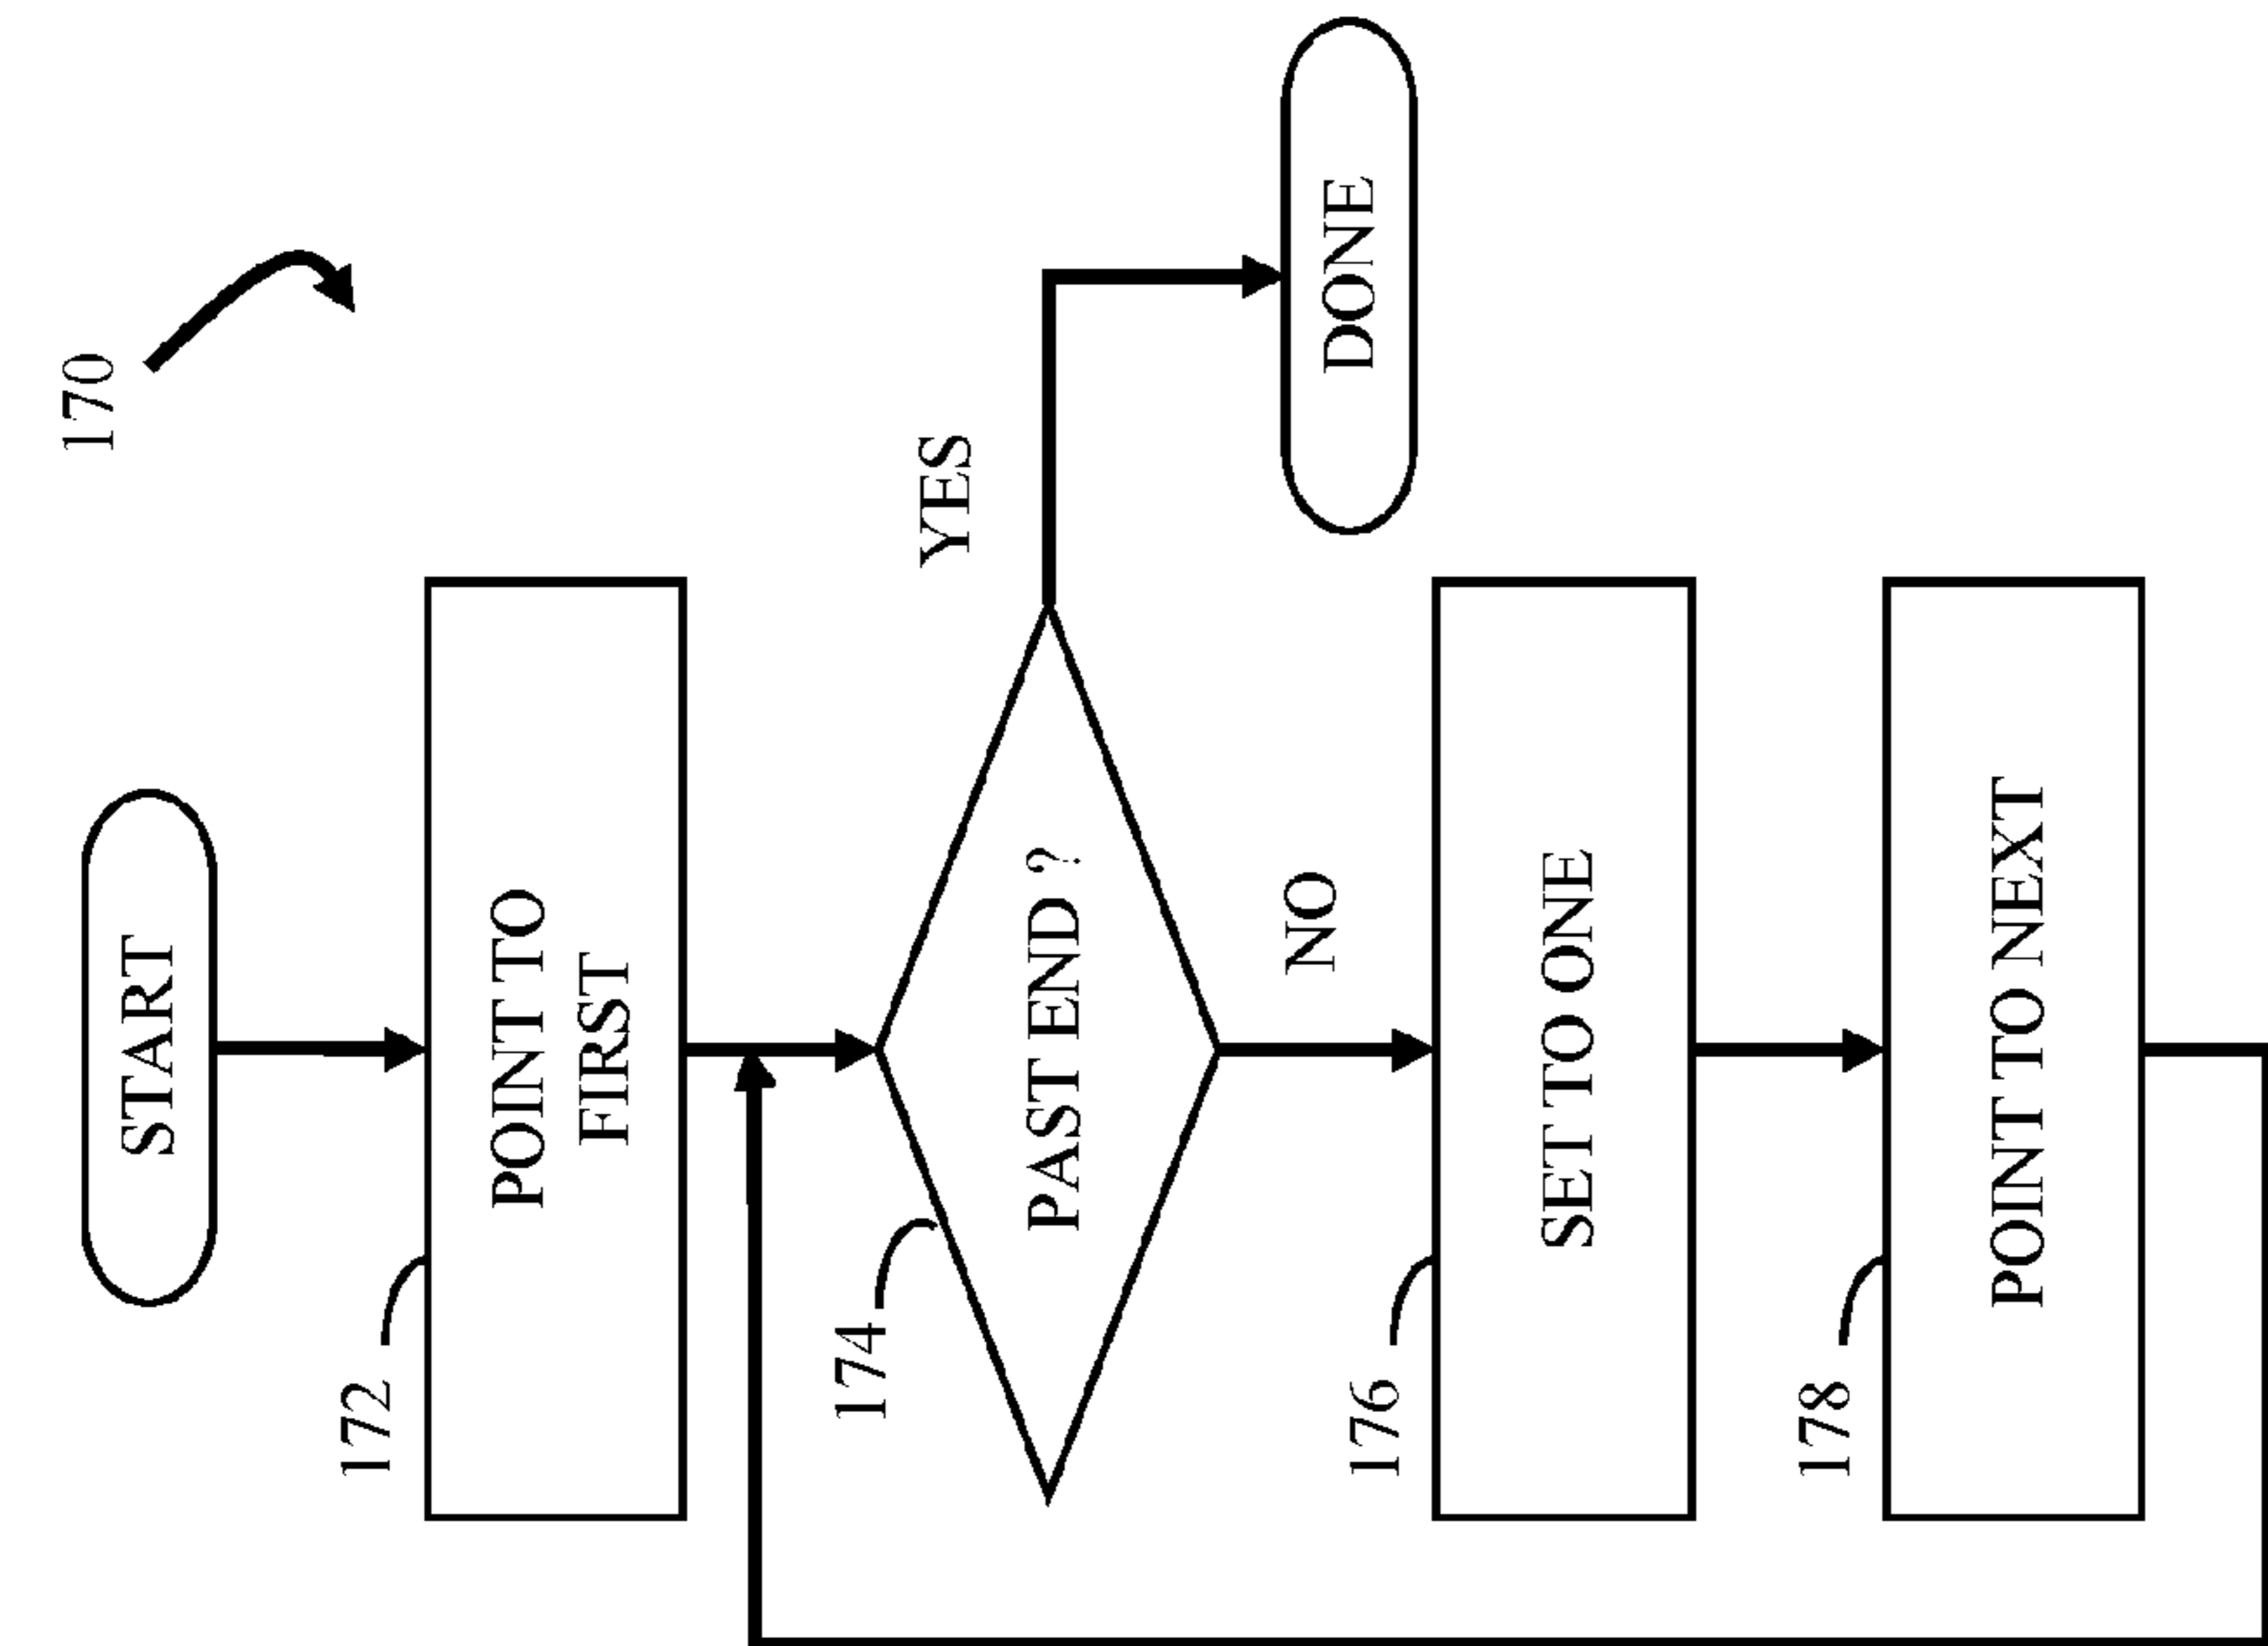 170
START
172
POINT TO
FIRST
174
PAST END ?
YES
DONE
NO
176
SET TO ONE
178
POINT TO NEXT